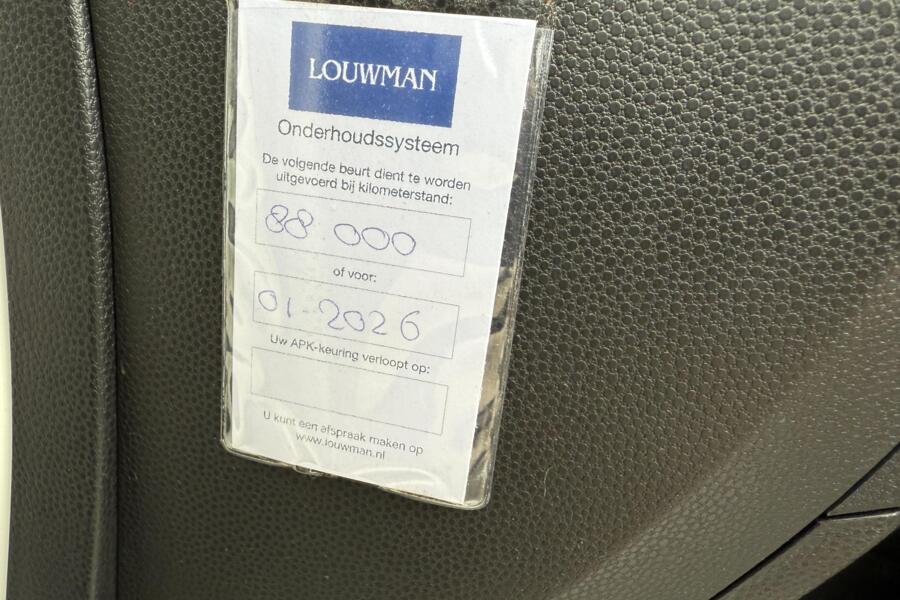 LOUWMAN
Onderhoudssysteem
De volgende beurt dient te worden
uitgevoerd bij kilometerstand:
88.000
of voor:
01-2026
Uw APK-keuring verloopt op:
U kunt een afspraak maken op
www.louwman.nl